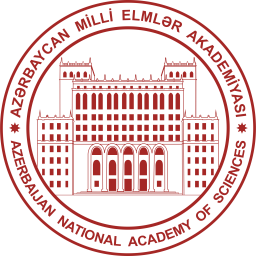 AZƏRBAYCAN MİLLİ ELMLƏR AKADEMİYASI
AZERBAIJAN NATIONAL ACADEMY OF SCIENCES